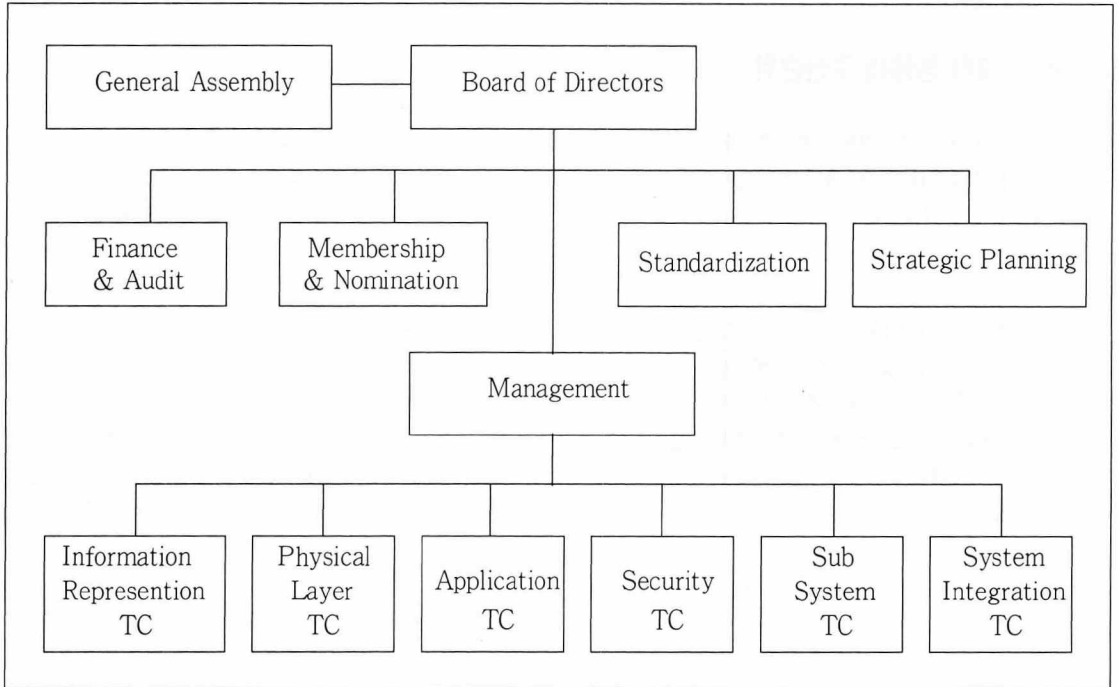 General Assembly
Board of Directors
Finance
& Audit
Membership
& Nomination
Standardization
Strategic Planning
Management
Information
Represention
TC
Physical
Layer
TC
Application
TC
Security
TC
Sub
System
TC
System
Integration
TC